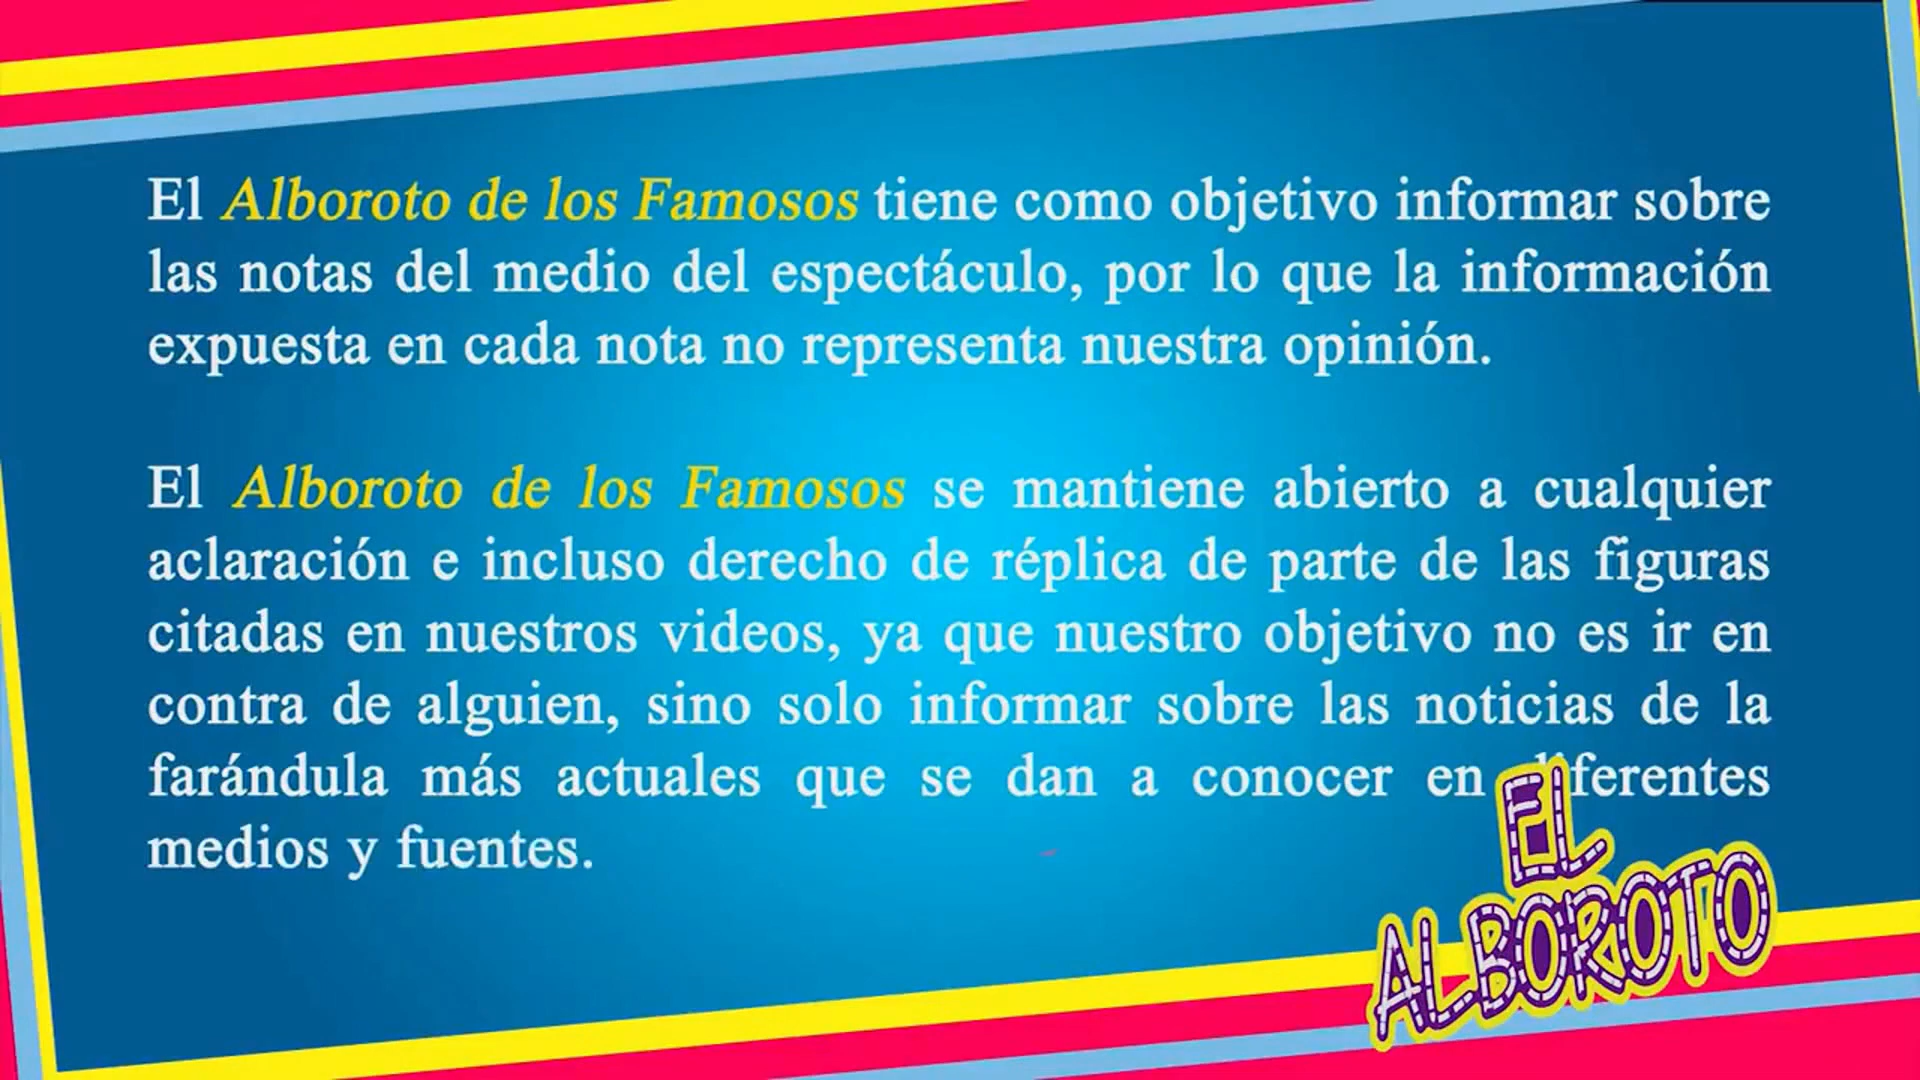 El Alboroto de los Famosos tiene como objetivo informar sobre
las notas del medio del espectáculo, por lo que la información
expuesta en cada nota no representa nuestra opinión.
El Alboroto de los Famosos se mantiene abierto a cualquier
aclaración e incluso derecho de réplica de parte de las figuras
citadas en nuestros videos, ya que nuestro objetivo no es ir en
contra de alguien, sino solo informar sobre las noticias de la
farándula más actuales que se dan a conocer en diferentes
medios y fuentes.
EL
ALBOROTO